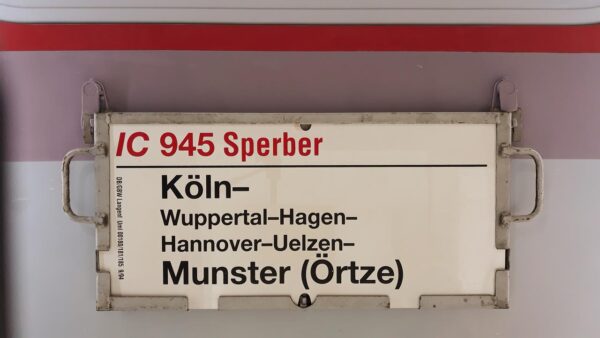 IC 945 Sperber
Köln–
Wuppertal–Hagen–
Hannover–Uelzen–
Munster (Örtze)